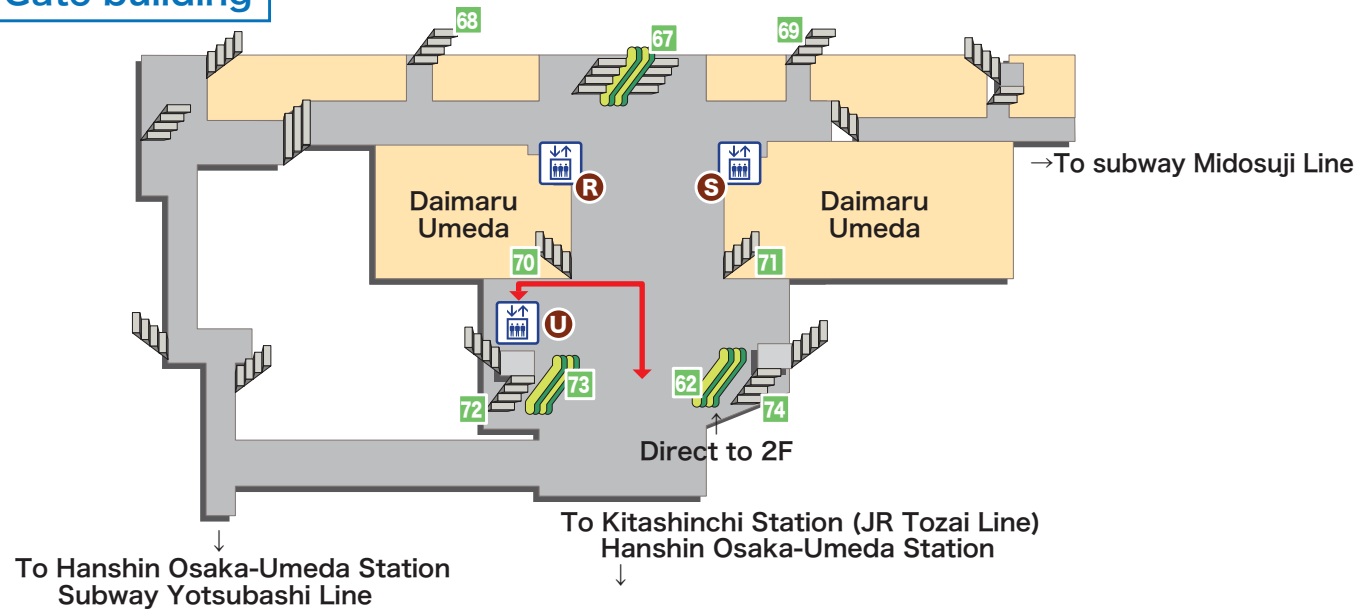 Gate building
68
67
69
→To subway Midosuji Line
R
S
Daimaru
Umeda
Daimaru
Umeda
70
71
U
73
62
72
74
↑
Direct to 2F
To Kitashinchi Station (JR Tozai Line)
Hanshin Osaka-Umeda Station
↓
↓
To Hanshin Osaka-Umeda Station
Subway Yotsubashi Line